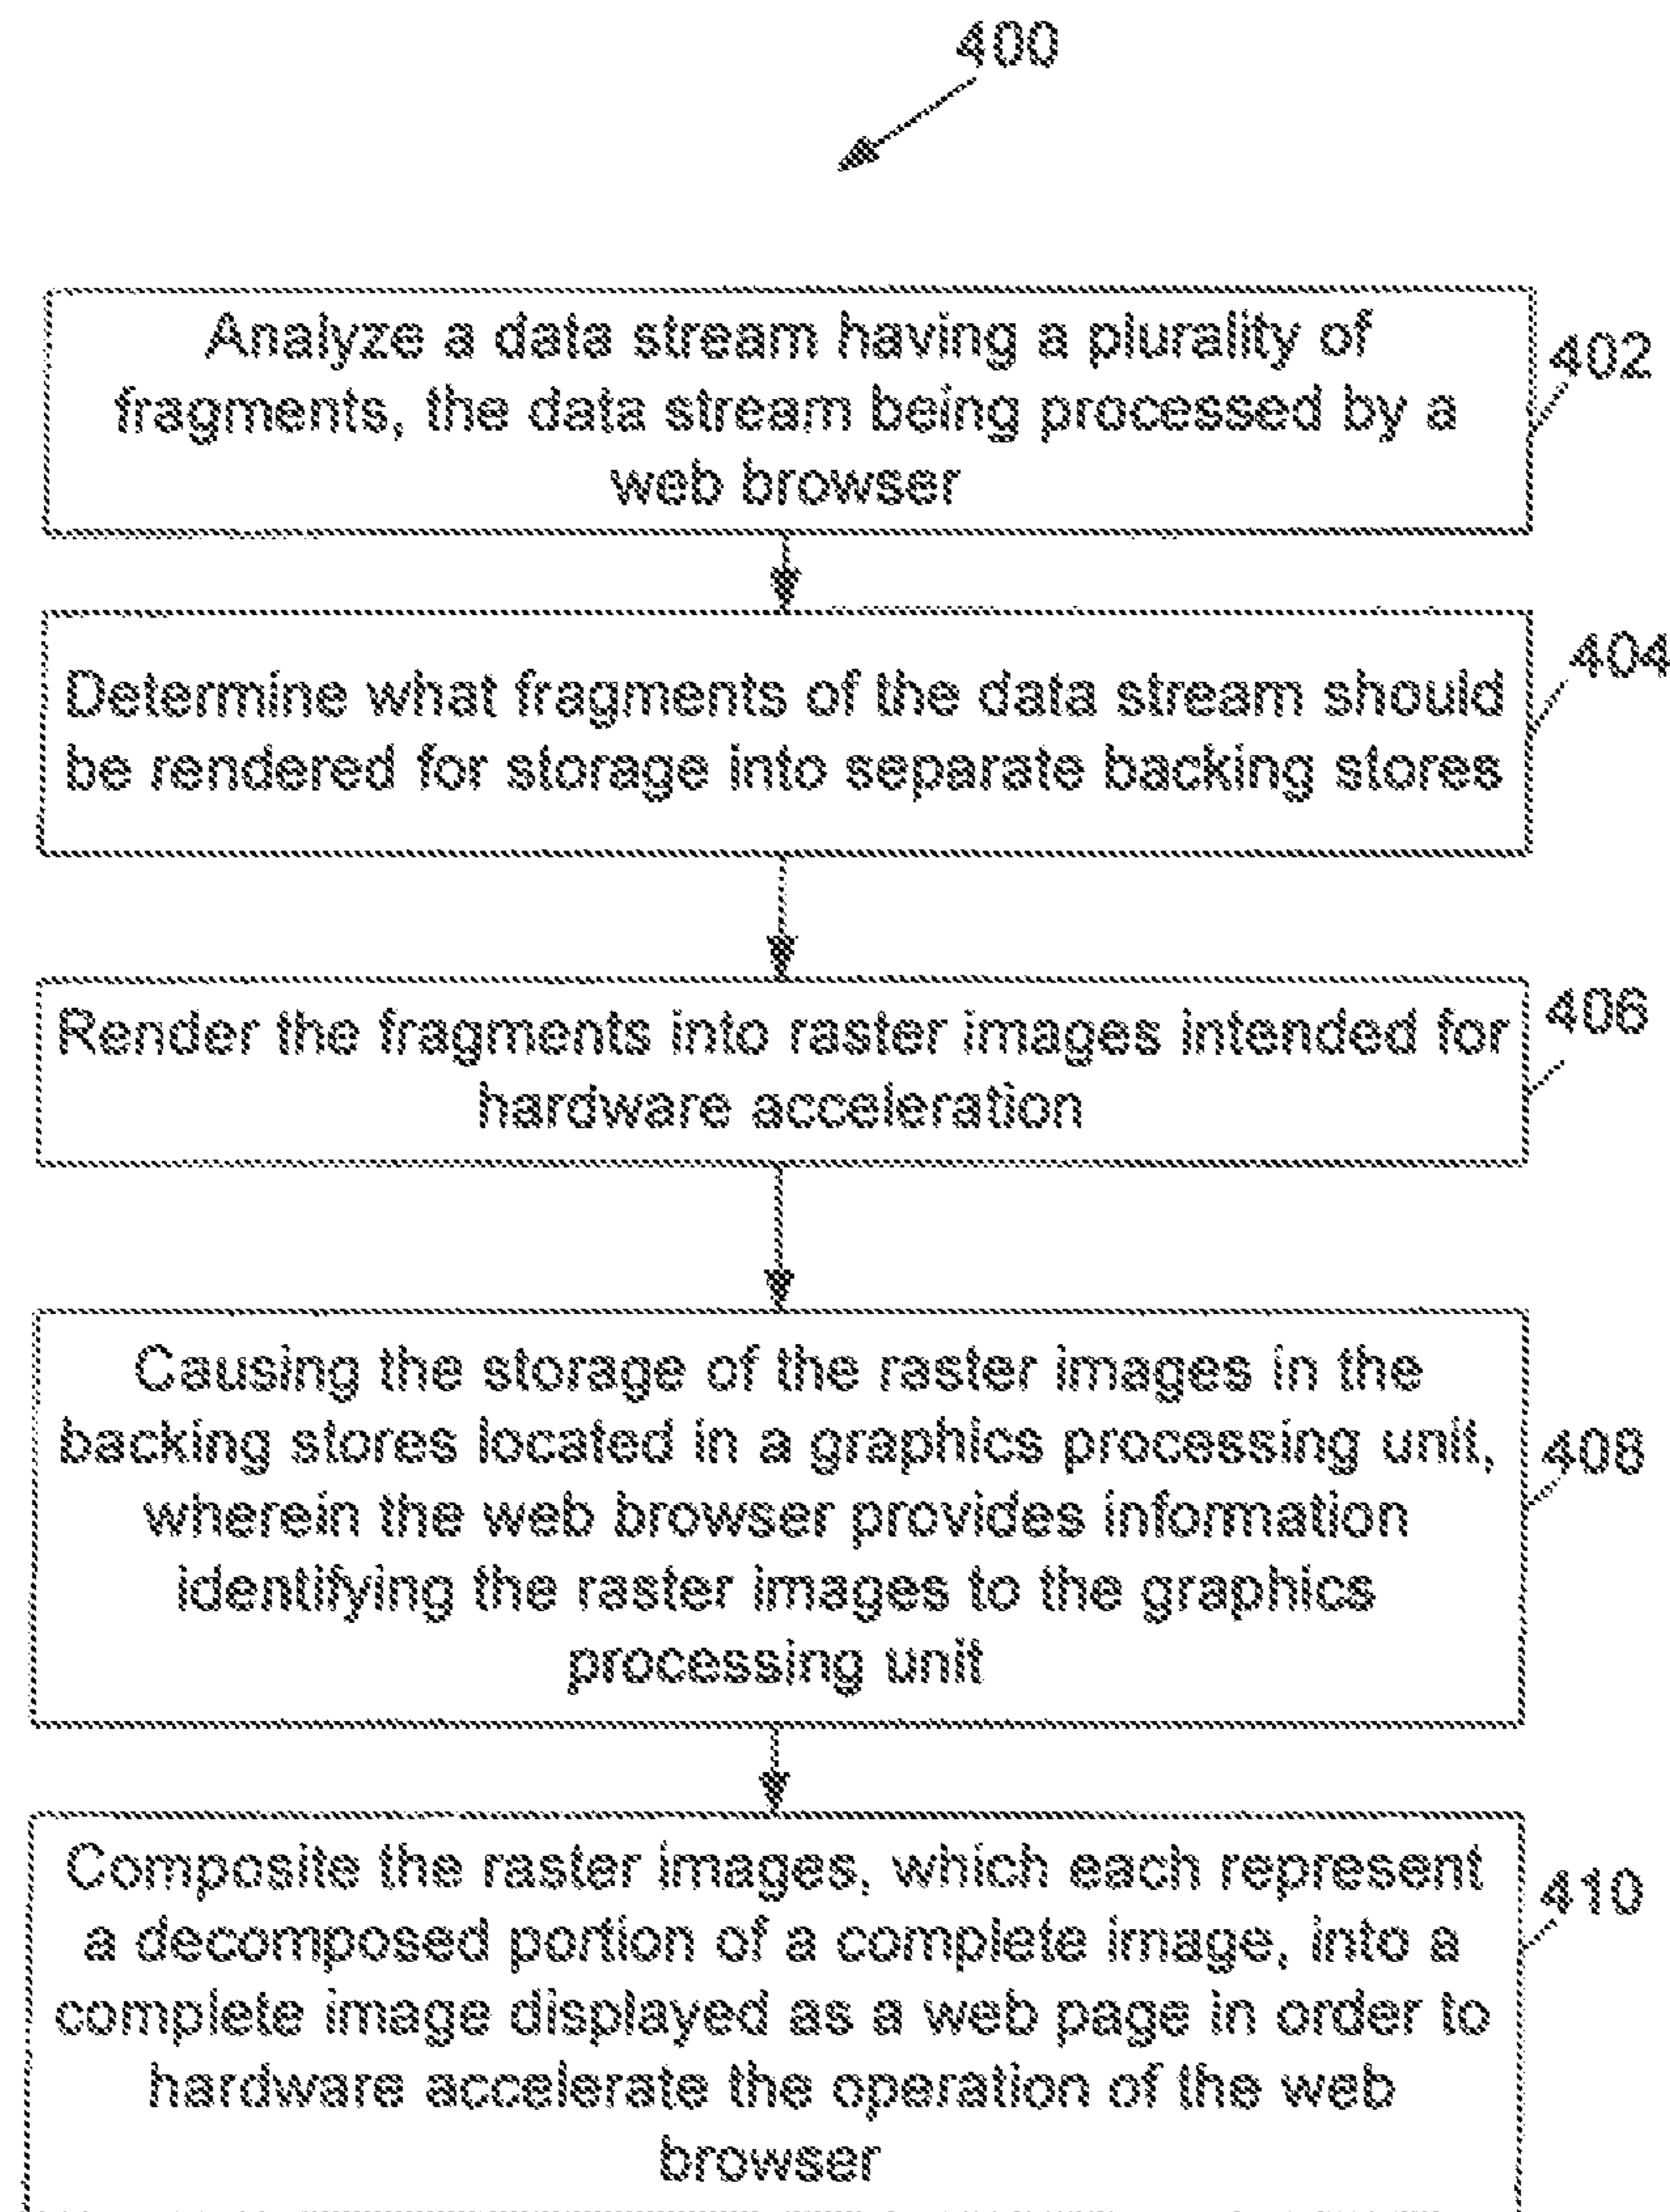 400
Analyze a data stream having a plurality of
fragments, the data stream being processed by a
web browser
402
Determine what fragments of the data stream should
be rendered for storage into separate backing stores
404
Render the fragments into raster images intended for
hardware acceleration
406
Causing the storage of the raster images in the
backing stores located in a graphics processing unit,
wherein the web browser provides information
identifying the raster images to the graphics
processing unit
408
Composite the raster images, which each represent
a decomposed portion of a complete image, into a
complete image displayed as a web page in order to
hardware accelerate the operation of the web
browser
410